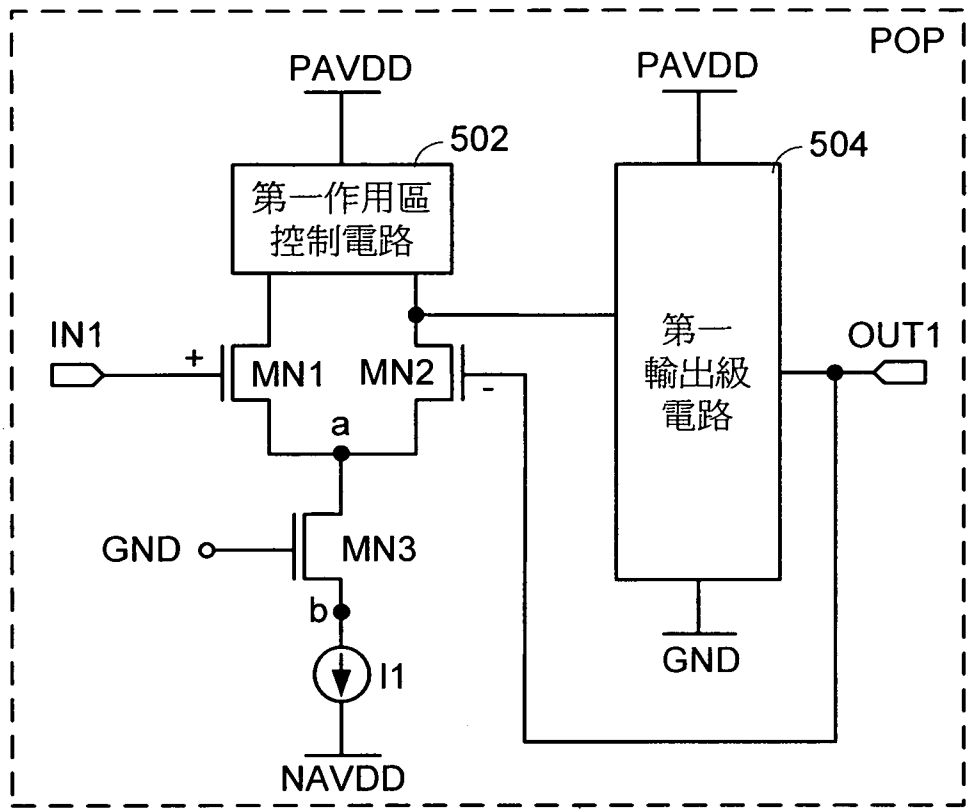 POP
PAVDD
PAVDD
502
504
第一作用區
控制電路
IN1
+
MN1
MN2
-
第一
輸出級
電路
OUT1
a
GND
MN3
b
I1
GND
NAVDD